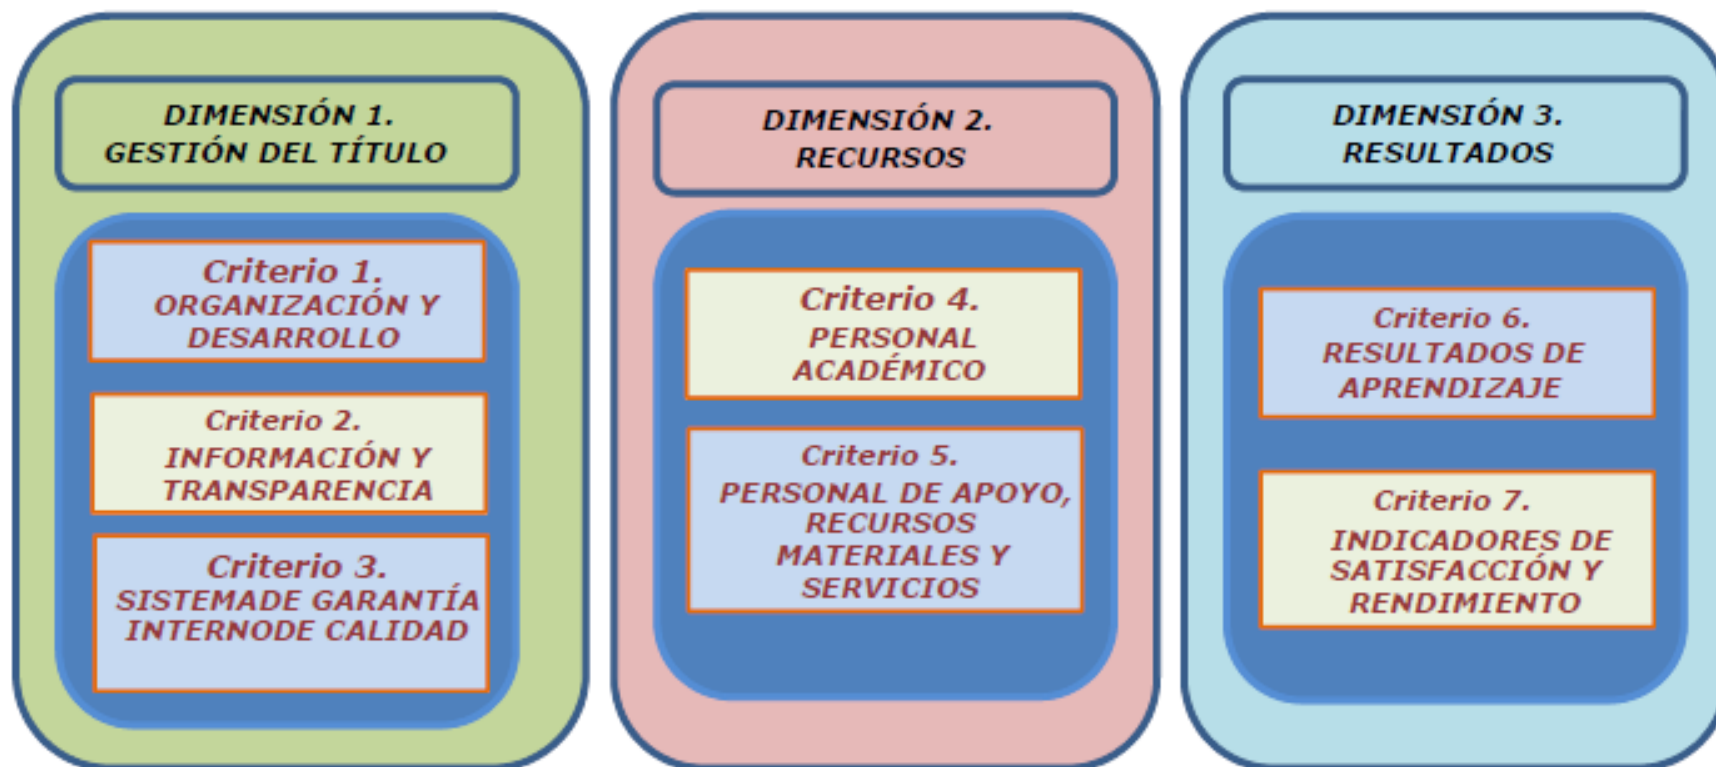 DIMENSIÓN 1.
GESTIÓN DEL TÍTULO
Criterio 1.
ORGANIZACIÓN Y
DESARROLLO
Criterio 2.
INFORMACIÓN Y
TRANSPARENCIA
Criterio 3.
SISTEMADE GARANTÍA
INTERNODE CALIDAD
DIMENSIÓN 2.
RECURSOS
Criterio 4.
PERSONAL
ACADÉMICO
Criterio 5.
PERSONAL DE APOYO,
RECURSOS
MATERIALES Y
SERVICIOS
DIMENSIÓN 3.
RESULTADOS
Criterio 6.
RESULTADOS DE
APRENDIZAJE
Criterio 7.
INDICADORES DE
SATISFACCIÓN Y
RENDIMIENTO